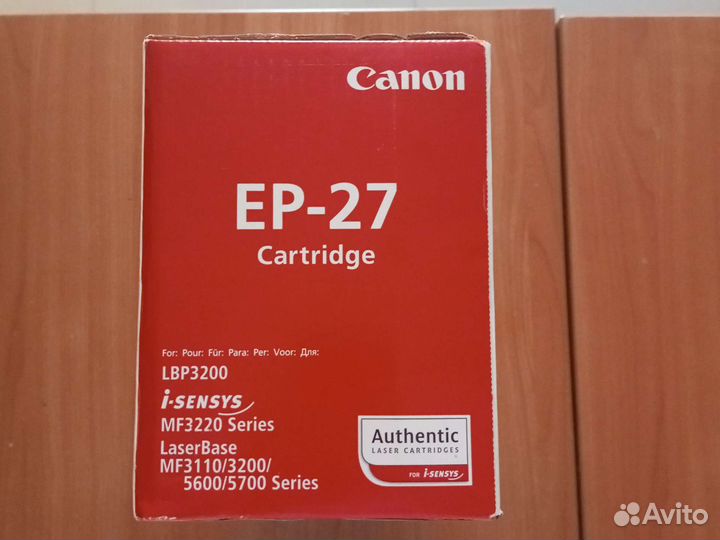 Canon
EP-27
Cartridge
For: Pour: Für: Para: Per: Voor: Для:
LBP3200
i-SENSYS
MF3220 Series
LaserBase
MF3110/3200/
5600/5700 Series
Authentic
LASER CARTRIDGES
FOR i-SENSYS
Avito